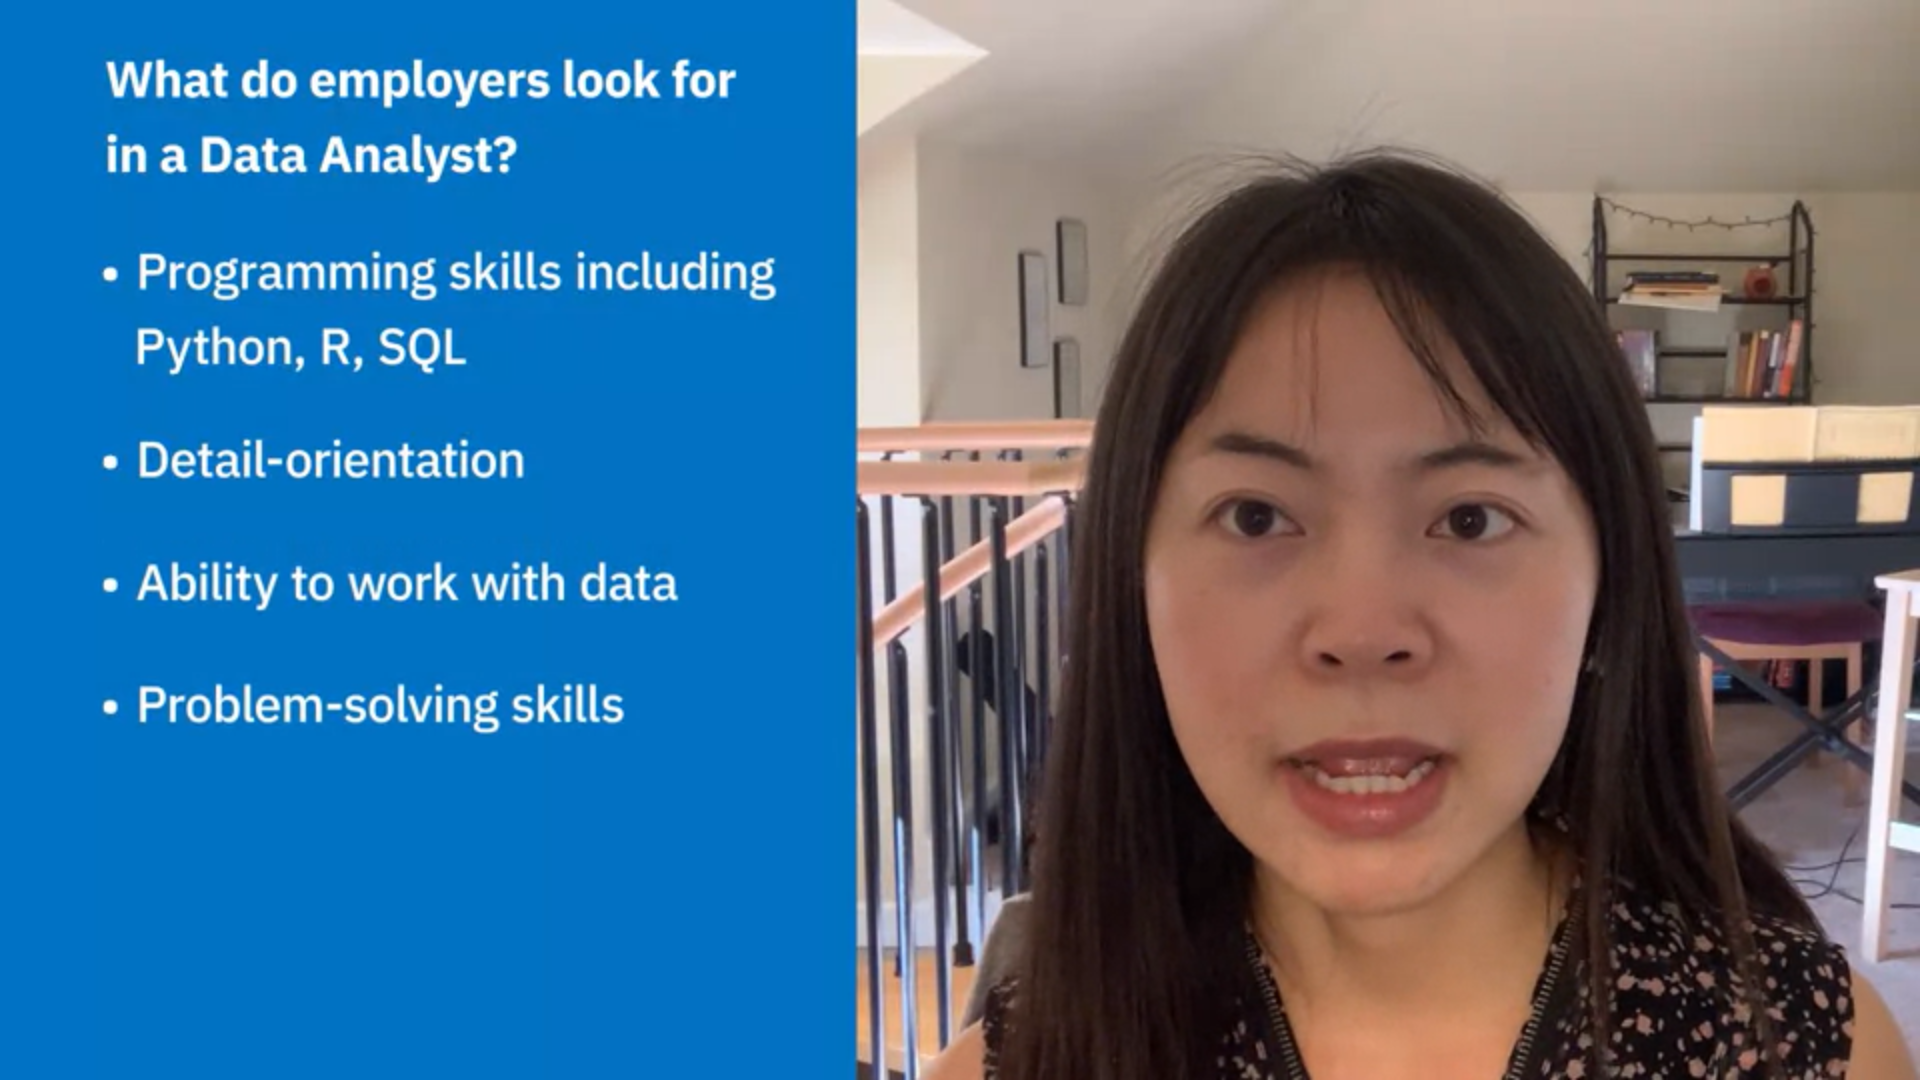 What do employers look for
in a Data Analyst?
• Programming skills including
Python, R, SQL
• Detail-orientation
• Ability to work with data
• Problem-solving skills